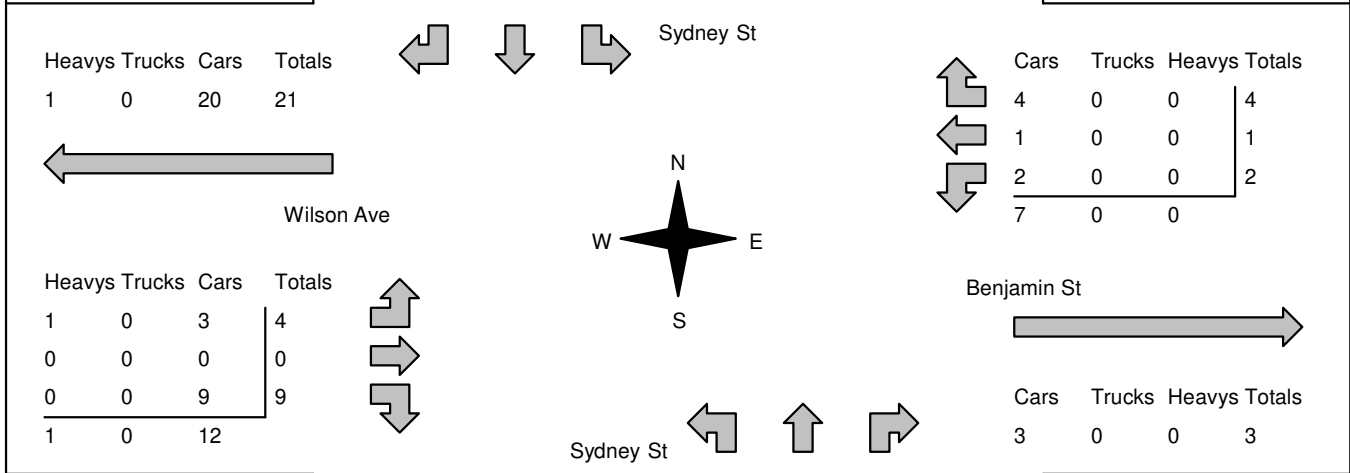 Sydney St
Heavys Trucks Cars Totals
1 0 20 21
Cars Trucks Heavys Totals
4 0 0 4
1 0 0 1
2 0 0 2
7 0 0
Wilson Ave
N
W E
S
Heavys Trucks Cars Totals
1 0 3 4
0 0 0 0
0 0 9 9
1 0 12
Benjamin St
Cars Trucks Heavys Totals
3 0 0 3
Sydney St